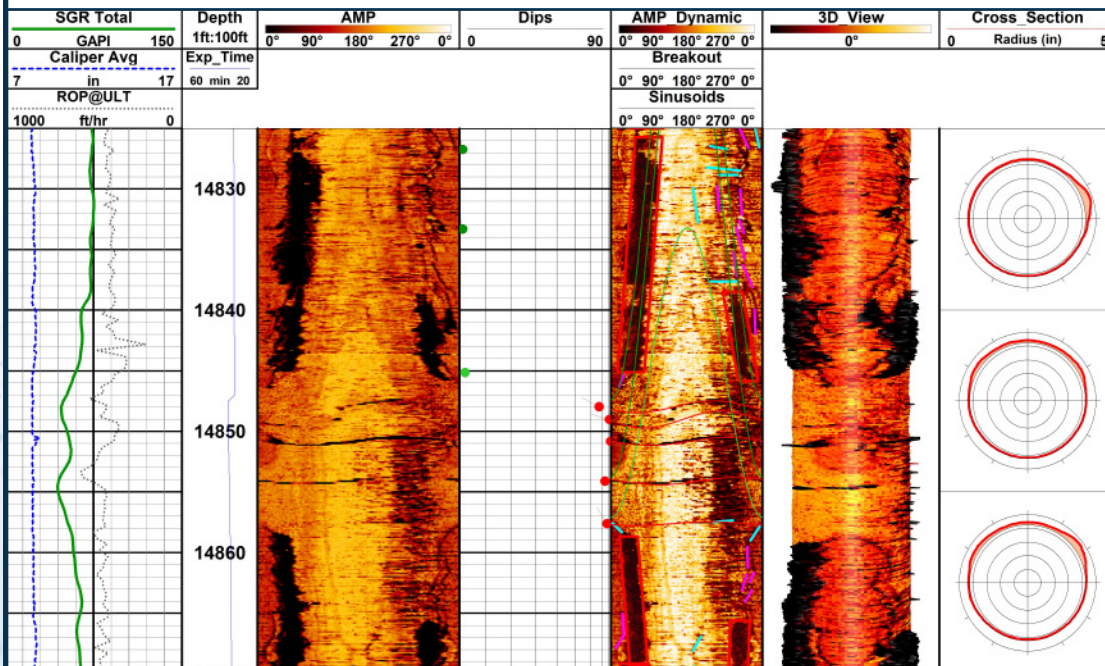 SGR Total
0 GAPI 150
Caliper Avg
7 in 17
ROP@ULT
1000 ft/hr 0
Depth
1ft:100ft
Exp_Time
60 min 20
AMP
0° 90° 180° 270° 0°
Dips
0 90
AMP_Dynamic
0° 90° 180° 270° 0°
Breakout
0° 90° 180° 270° 0°
Sinusoids
0° 90° 180° 270° 0°
3D_View
0°
Cross_Section
0 Radius (in) 5
14830
14840
14850
14860